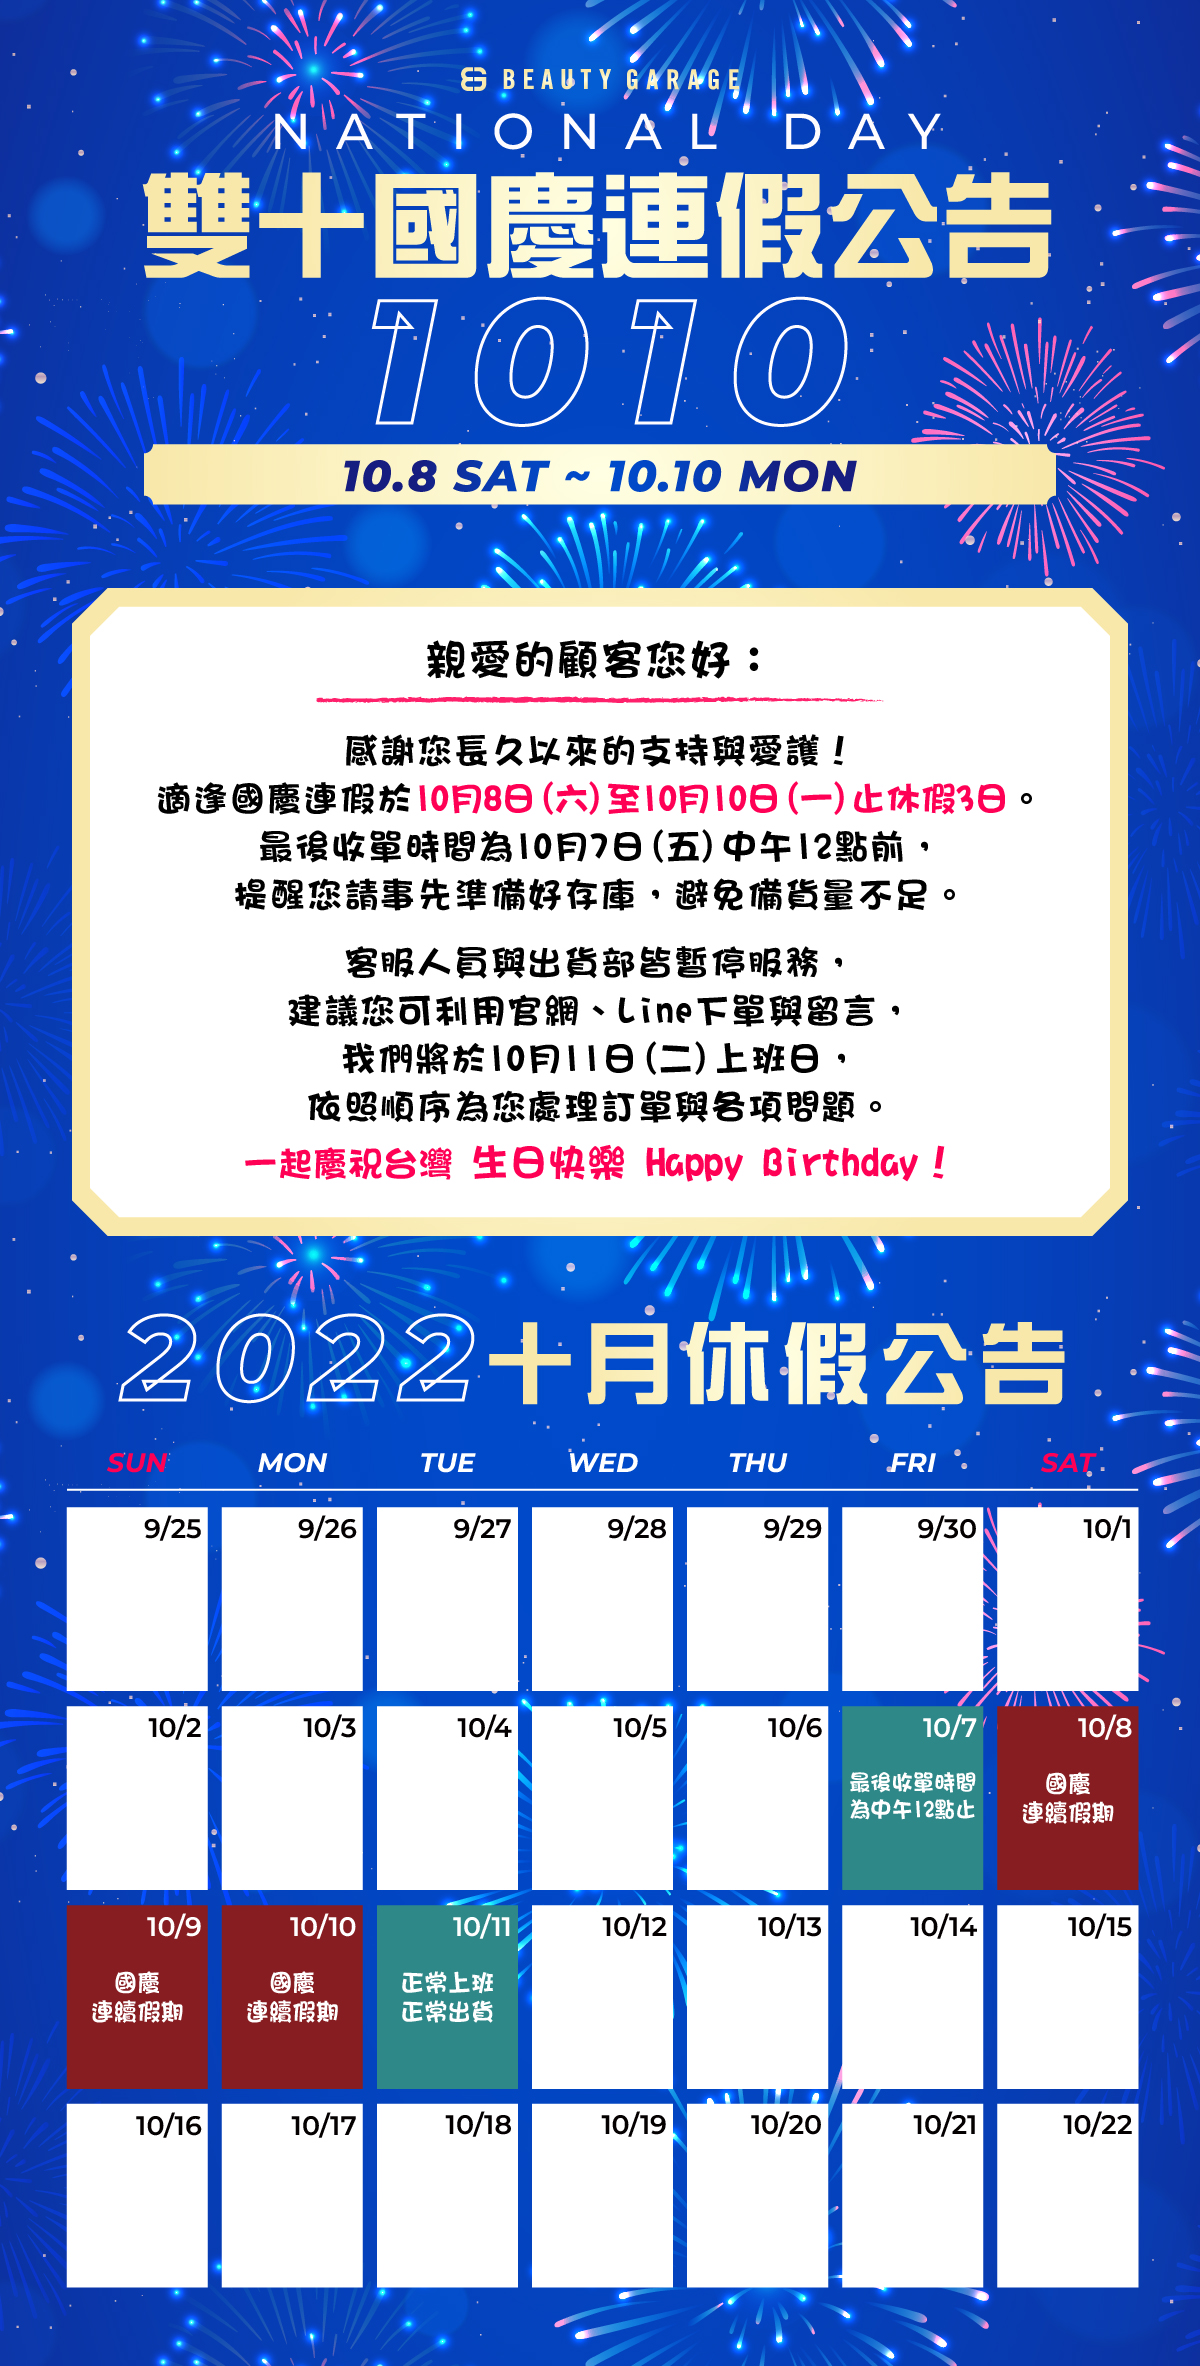 BEAUTY GARAGE
NATIONAL DAY
雙十國慶連假公告
1010
10.8 SAT ~ 10.10 MON
親愛的顧客您好：
感謝您長久以來的支持與愛護！
適逢國慶連假於10月8日(六)至10月10日(一)止休假3日。
最後收單時間為10月7日(五)中午12點前，
提醒您請事先準備好存庫，避免備貨量不足。
客服人員與出貨部皆暫停服務，
建議您可利用官網、Line下單與留言，
我們將於10月11日(二)上班日，
依照順序為您處理訂單與各項問題。
一起慶祝台灣 生日快樂 Happy Birthday！
2022十月休假公告
SUN MON TUE WED THU FRI SAT
9/25 9/26 9/27 9/28 9/29 9/30 10/1
10/2 10/3 10/4 10/5 10/6 10/7 10/8
最後收單時間
為中午12點止
國慶
連續假期
10/9 10/10 10/11 10/12 10/13 10/14 10/15
國慶
連續假期
國慶
連續假期
正常上班
正常出貨
10/16 10/17 10/18 10/19 10/20 10/21 10/22